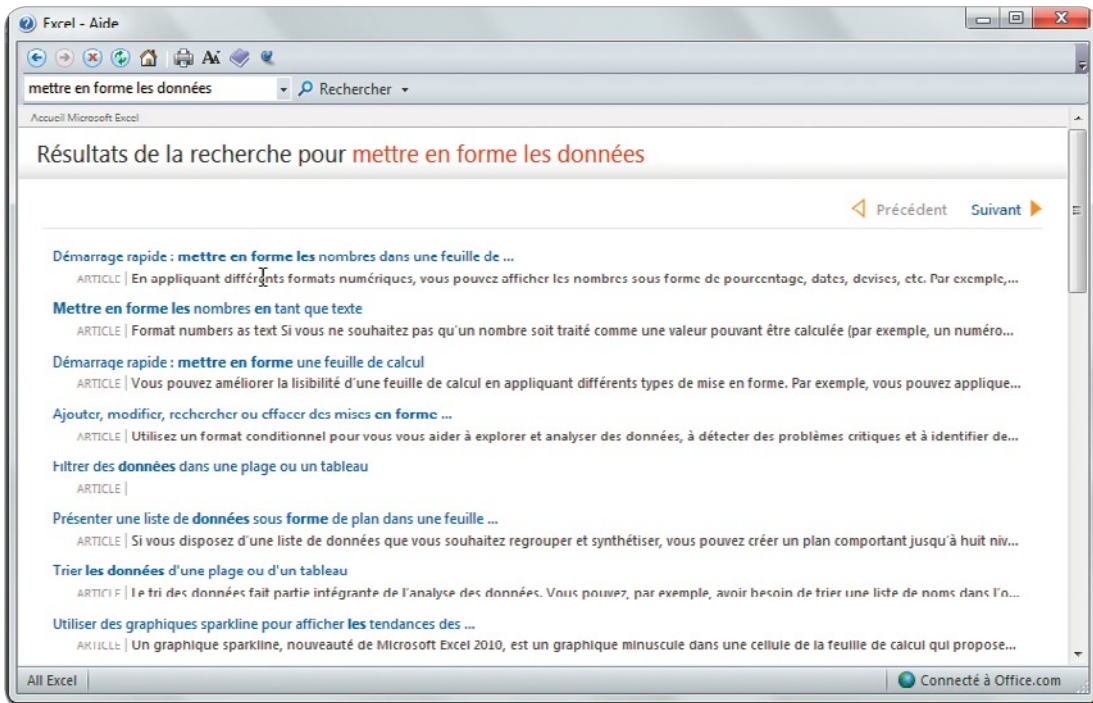 Excel - Aide
mettre en forme les données
Rechercher
Accueil Microsoft Excel
Résultats de la recherche pour mettre en forme les données
Précédent Suivant
Démarrage rapide : mettre en forme les nombres dans une feuille de ...
ARTICLE | En appliquant différents formats numériques, vous pouvez afficher les nombres sous forme de pourcentage, dates, devises, etc. Par exemple,...
Mettre en forme les nombres en tant que texte
ARTICLE | Format numbers as text Si vous ne souhaitez pas qu'un nombre soit traité comme une valeur pouvant être calculée (par exemple, un numéro...
Démarrage rapide : mettre en forme une feuille de calcul
ARTICLE | Vous pouvez améliorer la lisibilité d'une feuille de calcul en appliquant différents types de mise en forme. Par exemple, vous pouvez applique...
Ajouter, modifier, rechercher ou effacer des mises en forme ...
ARTICLE | Utilisez un format conditionnel pour vous vous aider à explorer et analyser des données, à détecter des problèmes critiques et à identifier de...
Filtrer des données dans une plage ou un tableau
ARTICLE |
Présenter une liste de données sous forme de plan dans une feuille ...
ARTICLE | Si vous disposez d'une liste de données que vous souhaitez regrouper et synthétiser, vous pouvez créer un plan comportant jusqu'à huit niv...
Trier les données d'une plage ou d'un tableau
ARTICLE | Le tri des données fait partie intégrante de l'analyse des données. Vous pouvez, par exemple, avoir besoin de trier une liste de noms dans l'o...
Utiliser des graphiques sparkline pour afficher les tendances des ...
ARTICLE | Un graphique sparkline, nouveauté de Microsoft Excel 2010, est un graphique minuscule dans une cellule de la feuille de calcul qui propose...
All Excel Connecté à Office.com